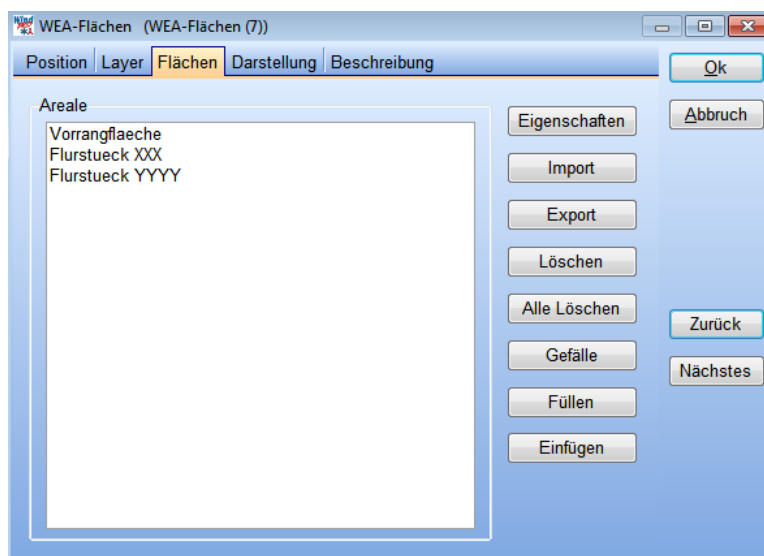 WEA-Flächen (WEA-Flächen (7))
Position Layer Flächen Darstellung Beschreibung
Areale
Vorrangflaeche
Flurstueck XXX
Flurstueck YYYY
Eigenschaften
Import
Export
Löschen
Alle Löschen
Gefälle
Füllen
Einfügen
Ok
Abbruch
Zurück
Nächstes